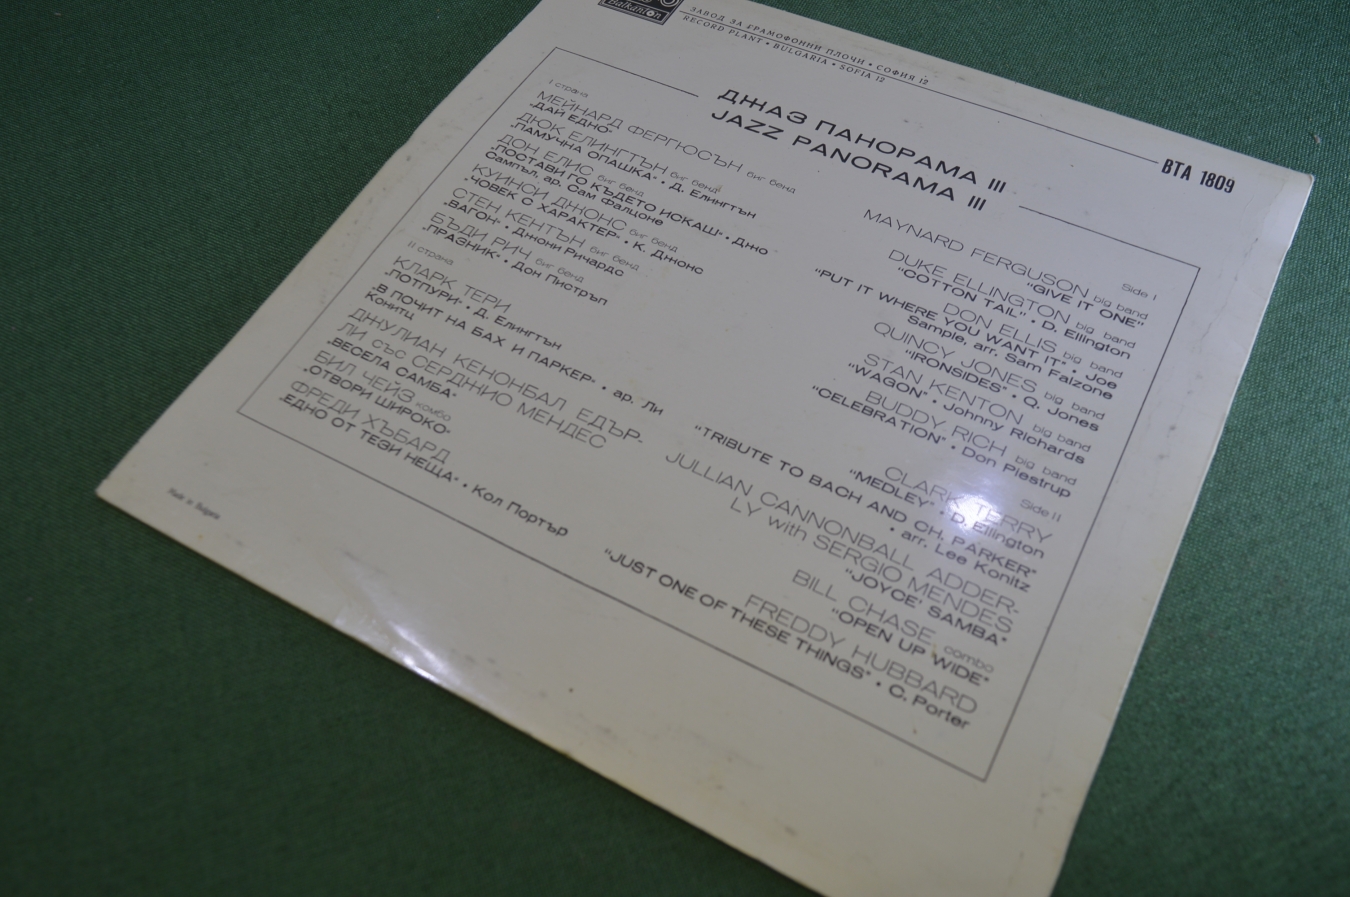 Balkanton
ЗАВОД ЗА ГРАМОФОННИ ПЛОЧИ • СОФИЯ 12
RECORD PLANT • BULGARIA • SOFIA 12
ДЖАЗ ПАНОРАМА III
JAZZ PANORAMA III
ВТА 1809
I страна
МЕЙНАРД ФЕРГЮСЪН биг бенд
„ДАЙ ЕДНО“
ДЮК ЕЛИНГТЪН биг бенд
„ПАМУЧНА ОПАШКА“ • Д. Елингтън
ДОН ЕЛИС биг бенд
„ПОСТАВИ ГО КЪДЕТО ИСКАШ“ • Джо
Сампъл, ар. Сам Фалцоне
КУИНСИ ДЖОНС биг бенд
„ЧОВЕК С ХАРАКТЕР“ • К. Джонс
СТЕН КЕНТЪН биг бенд
„ВАГОН“ • Джони Ричардс
БЪДИ РИЧ биг бенд
„ПРАЗНИК“ • Дон Пистръп
II страна
КЛАРК ТЕРИ
„ПОТПУРИ“ • Д. Елингтън
„В ПОЧИТ НА БАХ И ПАРКЕР“ • ар. Ли
Конитц
ДЖУЛИАН КЕНОНБАЛ ЕДЪР-
ЛИ със СЕРДЖИО МЕНДЕС
„ВЕСЕЛА САМБА“
БИЛ ЧЕЙЗ комбо
„ОТВОРИ ШИРОКО“
ФРЕДИ ХЪБАРД
„ЕДНО ОТ ТЕЗИ НЕЩА“ • Кол Портър
Side I
MAYNARD FERGUSON big band
“GIVE IT ONE”
DUKE ELLINGTON big band
“COTTON TAIL” • D. Ellington
DON ELLIS big band
“PUT IT WHERE YOU WANT IT” • Joe
Sample, arr. Sam Falzone
QUINCY JONES big band
“IRONSIDES” • Q. Jones
STAN KENTON big band
“WAGON” • Johnny Richards
BUDDY RICH big band
“CELEBRATION” • Don Piestrup
Side II
CLARK TERRY
“MEDLEY” • D. Ellington
“TRIBUTE TO BACH AND CH. PARKER”
• arr. Lee Konitz
JULLIAN CANNONBALL ADDER-
LY with SERGIO MENDES
“JOYCE' SAMBA”
BILL CHASE combo
“OPEN UP WIDE”
FREDDY HUBBARD
“JUST ONE OF THESE THINGS” • C. Porter
Made in Bulgaria